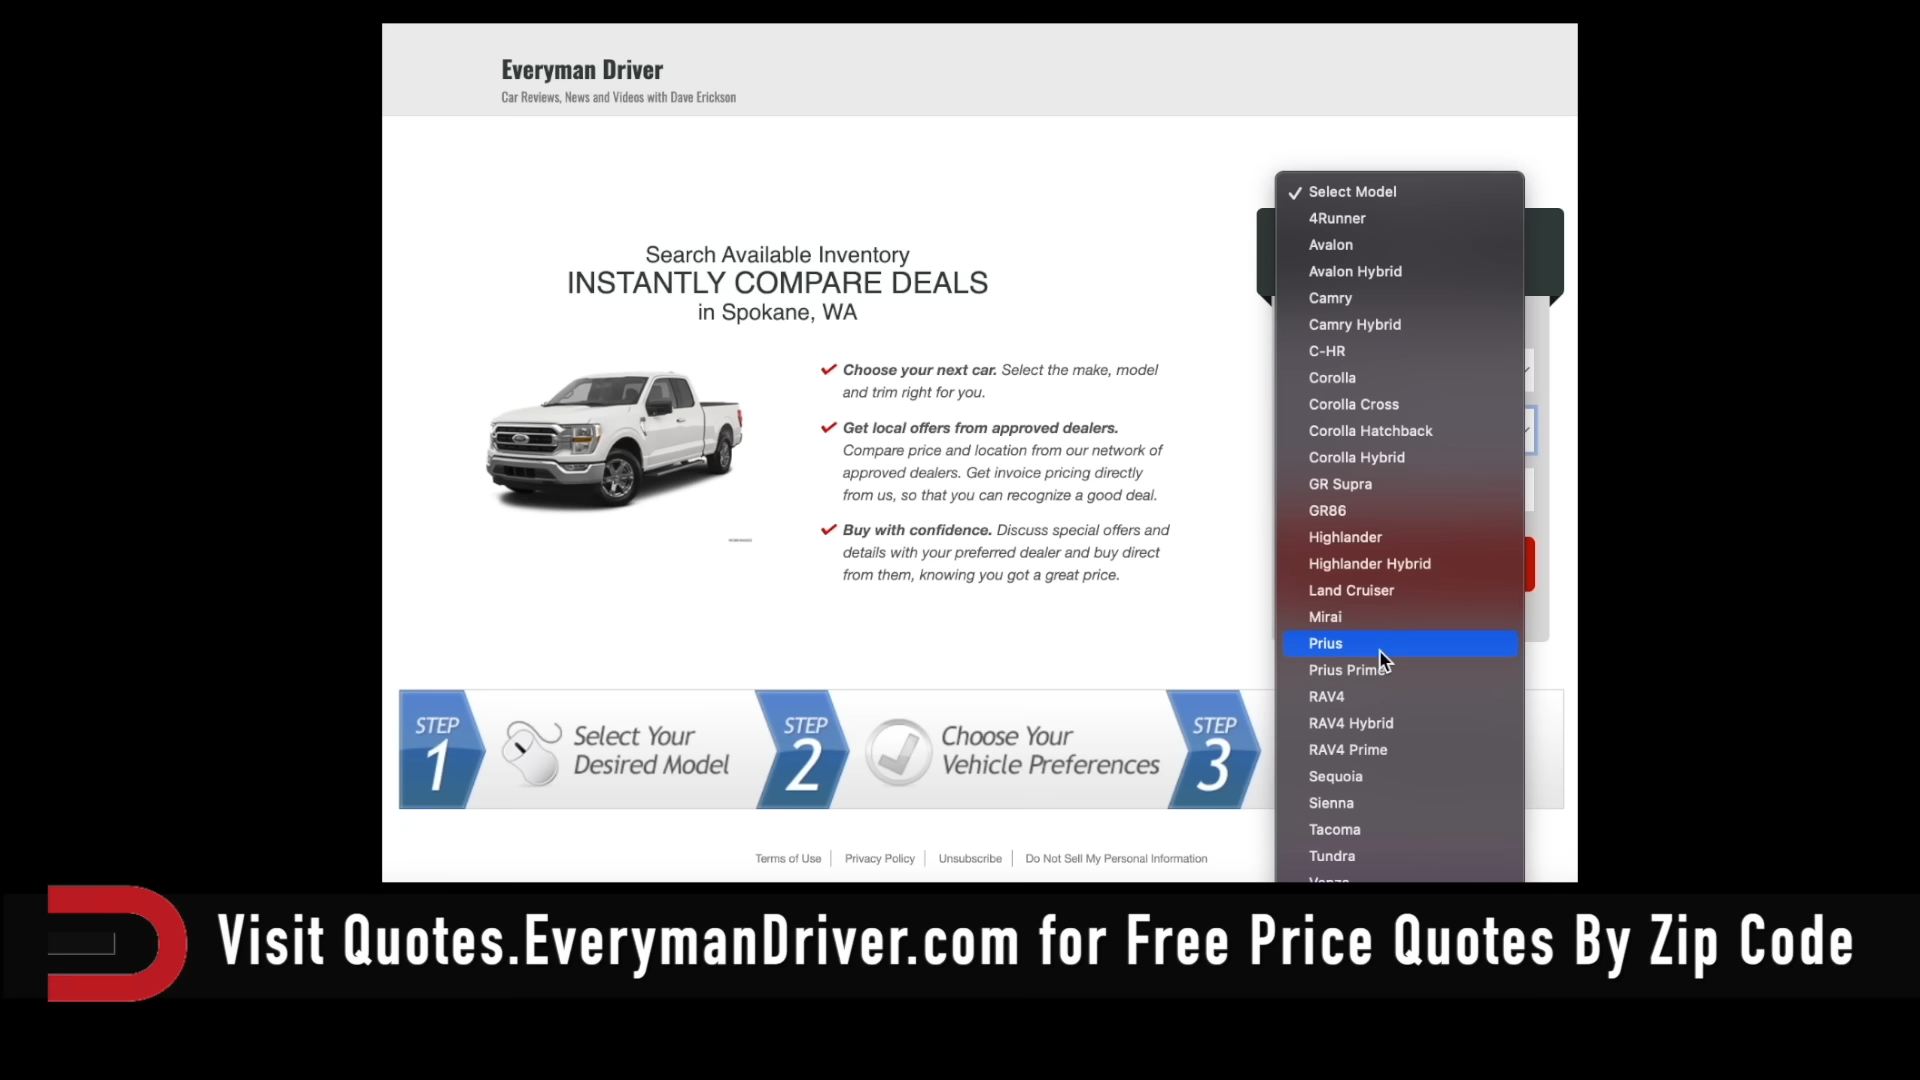 Everyman Driver
Car Reviews, News and Videos with Dave Erickson
Search Available Inventory
INSTANTLY COMPARE DEALS
in Spokane, WA
Choose your next car. Select the make, model
and trim right for you.
Get local offers from approved dealers.
Compare price and location from our network of
approved dealers. Get invoice pricing directly
from us, so that you can recognize a good deal.
Buy with confidence. Discuss special offers and
details with your preferred dealer and buy direct
from them, knowing you got a great price.
Select Model
4Runner
Avalon
Avalon Hybrid
Camry
Camry Hybrid
C-HR
Corolla
Corolla Cross
Corolla Hatchback
Corolla Hybrid
GR Supra
GR86
Highlander
Highlander Hybrid
Land Cruiser
Mirai
Prius
Prius Prime
RAV4
RAV4 Hybrid
RAV4 Prime
Sequoia
Sienna
Tacoma
Tundra
Venza
STEP
1
Select Your
Desired Model
STEP
2
Choose Your
Vehicle Preferences
STEP
3
Terms of Use
Privacy Policy
Unsubscribe
Do Not Sell My Personal Information
Visit Quotes.EverymanDriver.com for Free Price Quotes By Zip Code